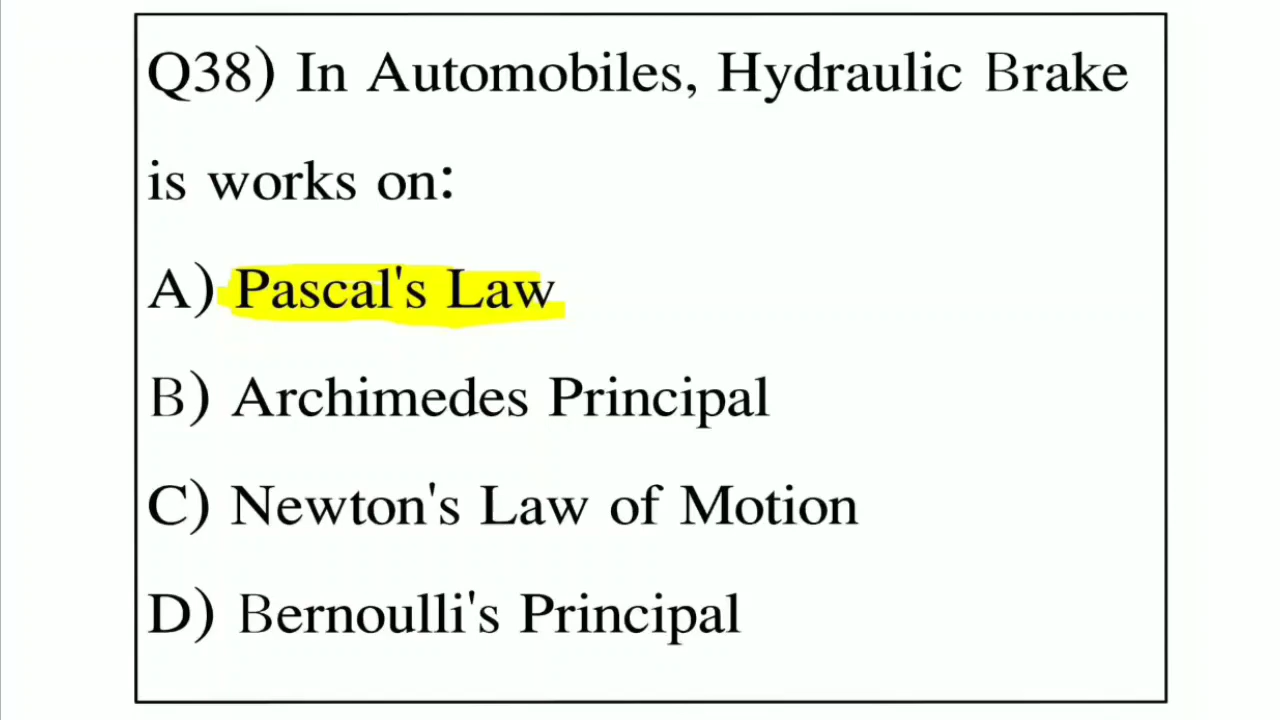 Q38) In Automobiles, Hydraulic Brake
is works on:
A) Pascal's Law
B) Archimedes Principal
C) Newton's Law of Motion
D) Bernoulli's Principal